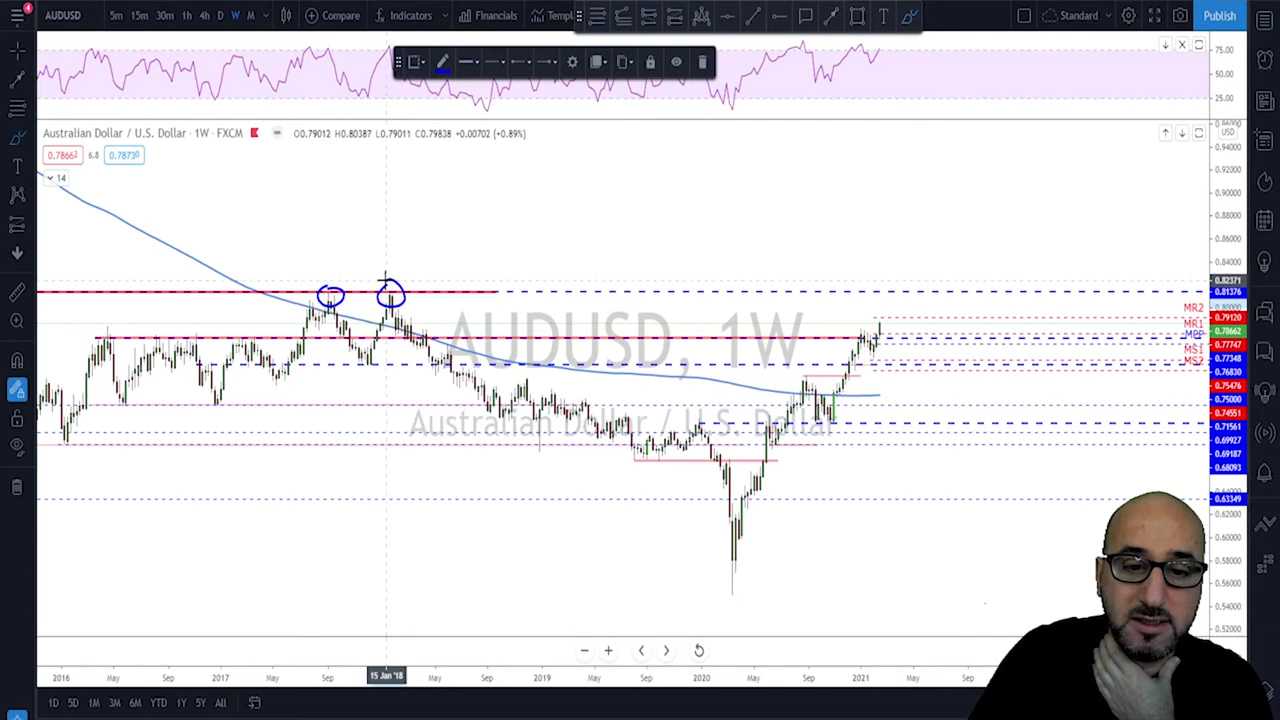 4
AUDUSD 5m 15m 30m 1h 4h D W M Compare Indicators Financials Templ Standard Publish
75.00
50.00
25.00
Australian Dollar / U.S. Dollar · 1W · FXCM O0.79012 H0.80387 L0.79011 C0.79838 +0.00702 (+0.89%)
USD
0.78662 6.8 0.78730
14
0.94000
0.92000
0.90000
0.88000
0.86000
0.84000
0.82371
0.81376
0.80000
MR2
0.79120
MR1
0.78662
MPP
0.77747
MS1
0.77348
MS2
0.76830
0.75476
0.75000
0.74551
0.71561
0.69927
0.69187
0.68093
0.64000
0.63349
0.62000
0.60000
0.58000
0.56000
0.54000
0.52000
AUDUSD, 1W
Australian Dollar / U.S. Dollar
2016 May Sep 2017 May Sep 15 Jan '18 May Sep 2019 May Sep 2020 May Sep 2021 May Sep
1D 5D 1M 3M 6M YTD 1Y 5Y All